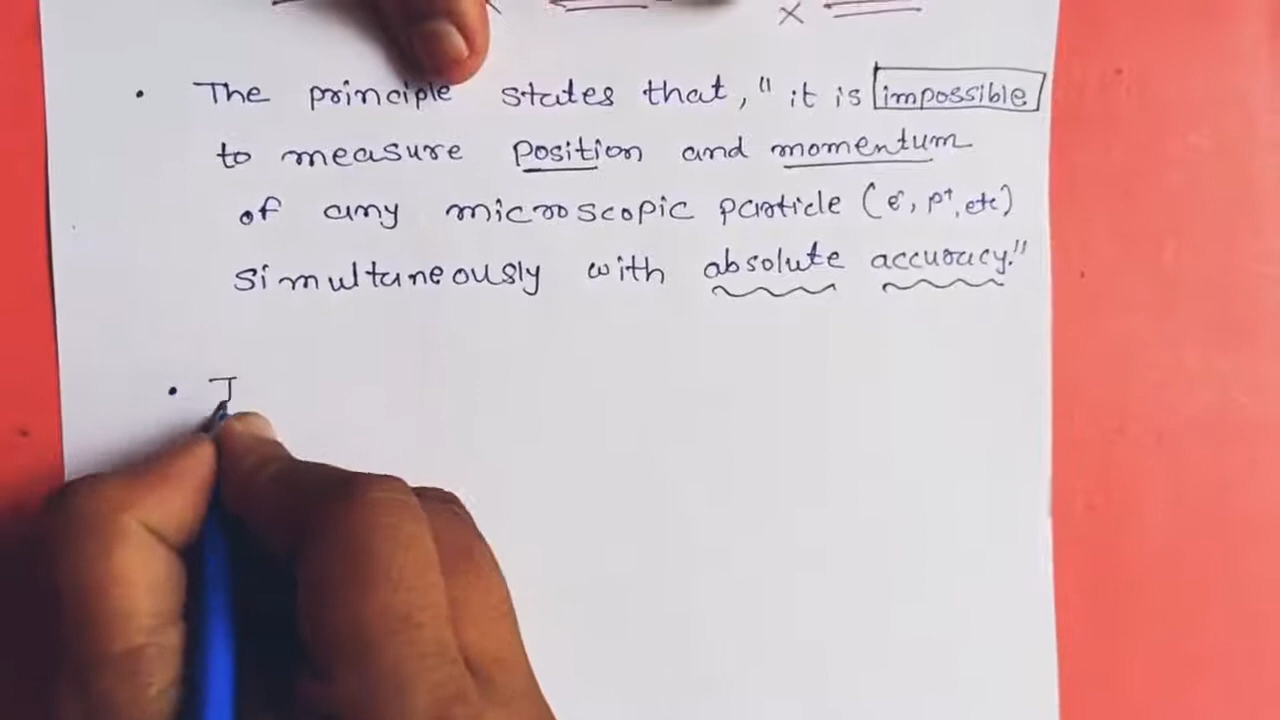 • The principle states that, " it is impossible
to measure position and momentum
of any microscopic particle (e⁻, p⁺, etc)
simultaneously with absolute accuracy."
•